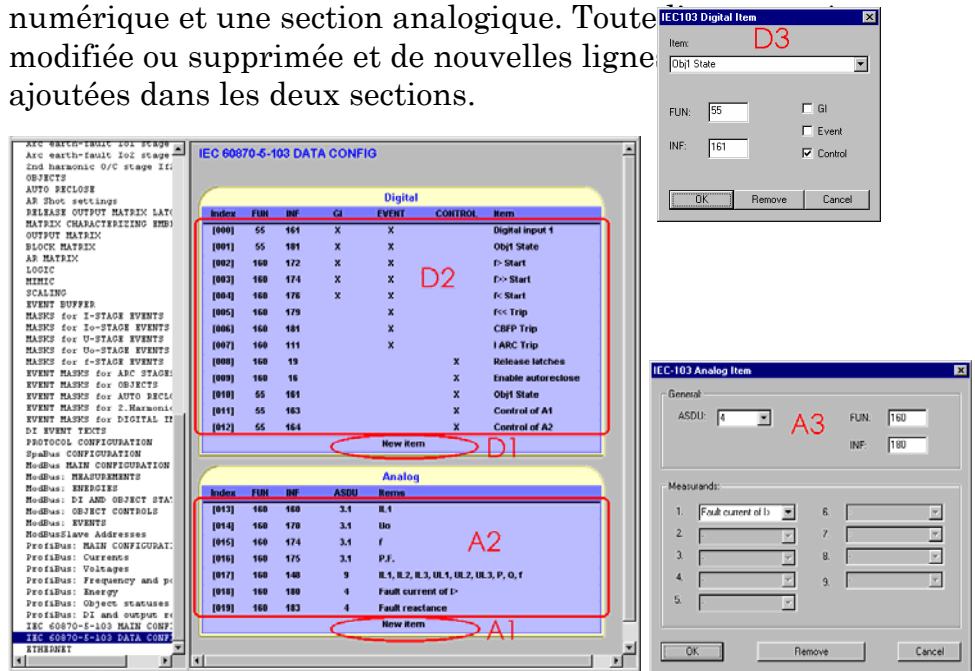 numérique et une section analogique. Toute
modifiée ou supprimée et de nouvelles ligne
ajoutées dans les deux sections.
IEC103 Digital Item
D3
Item:
Obj1 State
FUN: 55
INF: 161
GI
Event
Control
OK Remove Cancel
Arc earth-fault Io1 stage
Arc earth-fault Io2 stage
2nd harmonic O/C stage If2
OBJECTS
AUTO RECLOSE
AR Shot settings
RELEASE OUTPUT MATRIX LATC
MATRIX CHARACTERIZING EMB
OUTPUT MATRIX
BLOCK MATRIX
AR MATRIX
LOGIC
MIMIC
SCALING
EVENT BUFFER
MASKS for I-STAGE EVENTS
MASKS for Io-STAGE EVENTS
MASKS for U-STAGE EVENTS
MASKS for Uo-STAGE EVENTS
MASKS for f-STAGE EVENTS
EVENT MASKS for ARC STAGE
EVENT MASKS for OBJECTS
EVENT MASKS for AUTO RECLO
EVENT MASKS for 2.Harmonic
EVENT MASKS for DIGITAL I
DI EVENT TEXTS
PROTOCOL CONFIGURATION
SpaBus CONFIGURATION
ModBus MAIN CONFIGURATION
ModBus: MEASUREMENTS
ModBus: ENERGIES
ModBus: DI AND OBJECT STA
ModBus: OBJECT CONTROLS
ModBus: EVENTS
ModBusSlave Addresses
ProfiBus: MAIN CONFIGURAT
ProfiBus: Currents
ProfiBus: Voltages
ProfiBus: Frequency and po
ProfiBus: Energy
ProfiBus: Object statuses
ProfiBus: DI and output re
IEC 60870-5-103 MAIN CONF
IEC 60870-5-103 DATA CONF
ETHERNET
IEC 60870-5-103 DATA CONFIG
Digital
Index FUN INF GI EVENT CONTROL Item
[000] 55 161 X X Digital input 1
[001] 55 181 X X Obj1 State
[002] 160 172 X X f> Start
[003] 160 174 X X f>> Start
[004] 160 176 X X f< Start
[005] 160 179 X f<< Trip
[006] 160 181 X CBFP Trip
[007] 160 111 X I ARC Trip
[008] 160 19 X Release latches
[009] 160 16 X Enable autoreclose
[010] 55 161 X Obj1 State
[011] 55 163 X Control of A1
[012] 55 164 X Control of A2
D2
New item
D1
Analog
Index FUN INF ASDU Items
[013] 160 160 3.1 IL1
[014] 160 170 3.1 Uo
[015] 160 174 3.1 f
[016] 160 175 3.1 P.F.
[017] 160 148 9 IL1, IL2, IL3, UL1, UL2, UL3, P, Q, f
[018] 160 180 4 Fault current of I>
[019] 160 183 4 Fault reactance
A2
New item
A1
IEC-103 Analog Item
General
ASDU: 4
A3
FUN: 160
INF: 180
Measurands:
1. Fault current of I> 6.
2. - 7.
3. - 8.
4. - 9.
5. -
OK Remove Cancel